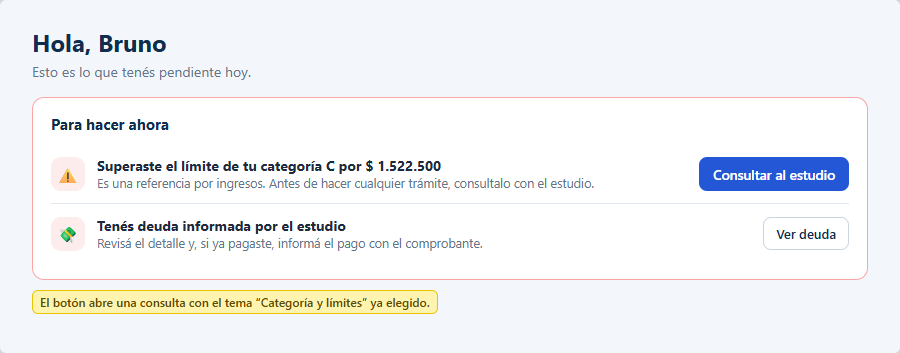 Hola, Bruno
Esto es lo que tenés pendiente hoy.
Para hacer ahora
Superaste el límite de tu categoría C por $ 1.522.500
Es una referencia por ingresos. Antes de hacer cualquier trámite, consultalo con el estudio.
Consultar al estudio
Tenés deuda informada por el estudio
Revisá el detalle y, si ya pagaste, informá el pago con el comprobante.
Ver deuda
El botón abre una consulta con el tema “Categoría y límites” ya elegido.